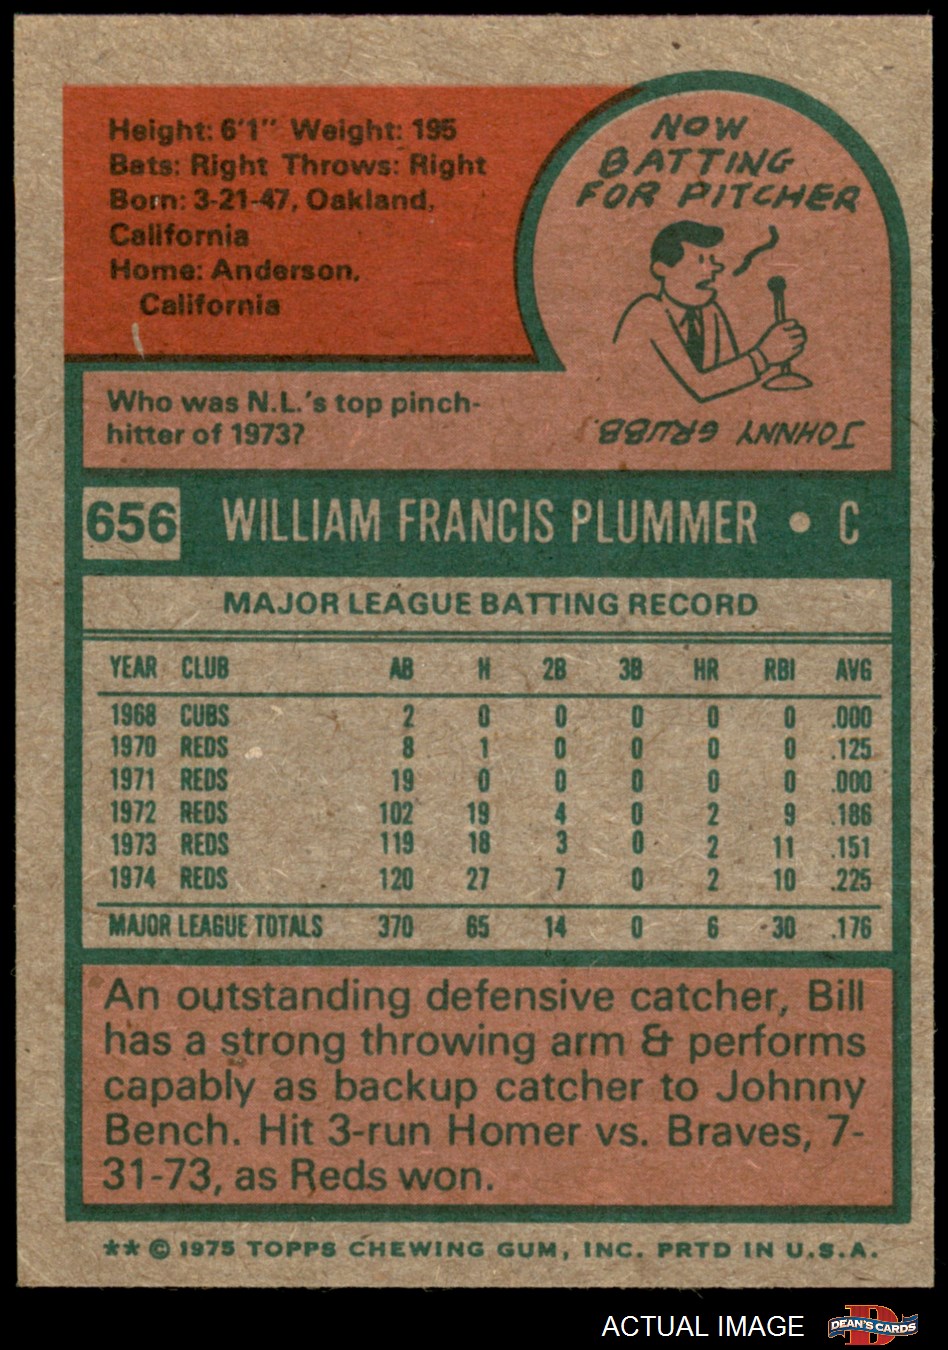 Height: 6'1" Weight: 195
Bats: Right Throws: Right
Born: 3-21-47, Oakland,
California
Home: Anderson,
California
NOW
BATTING
FOR PITCHER
Who was N.L.'s top pinch-
hitter of 1973?
JOHNNY GRUBB
656 WILLIAM FRANCIS PLUMMER • C
MAJOR LEAGUE BATTING RECORD
YEAR CLUB AB H 2B 3B HR RBI AVG
1968 CUBS 2 0 0 0 0 0 .000
1970 REDS 8 1 0 0 0 0 .125
1971 REDS 19 0 0 0 0 0 .000
1972 REDS 102 19 4 0 2 9 .186
1973 REDS 119 18 3 0 2 11 .151
1974 REDS 120 27 7 0 2 10 .225
MAJOR LEAGUE TOTALS 370 65 14 0 6 30 .176
An outstanding defensive catcher, Bill
has a strong throwing arm & performs
capably as backup catcher to Johnny
Bench. Hit 3-run Homer vs. Braves, 7-
31-73, as Reds won.
** © 1975 TOPPS CHEWING GUM, INC. PRTD IN U.S.A.
ACTUAL IMAGE
D
DEAN'S CARDS